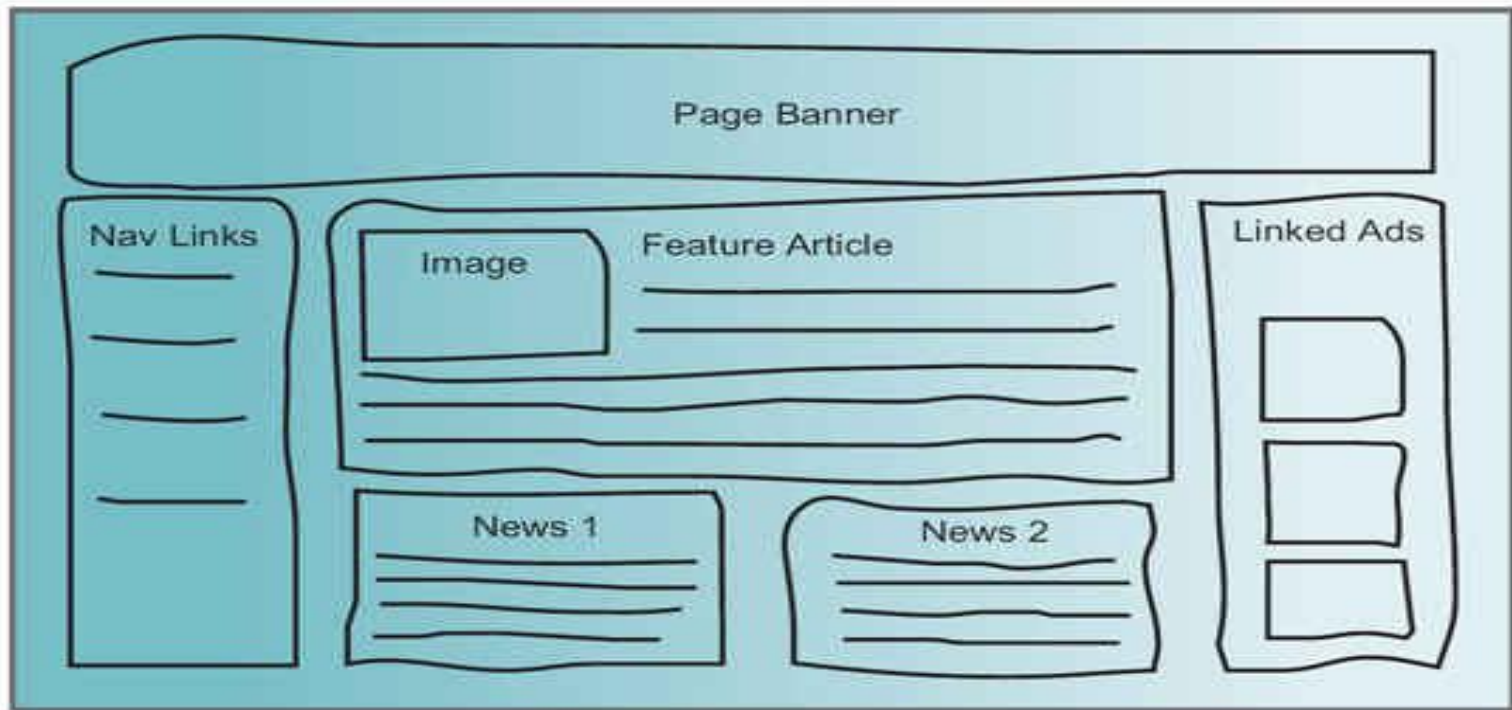 Page Banner
Nav Links
Image
Feature Article
News 1
News 2
Linked Ads